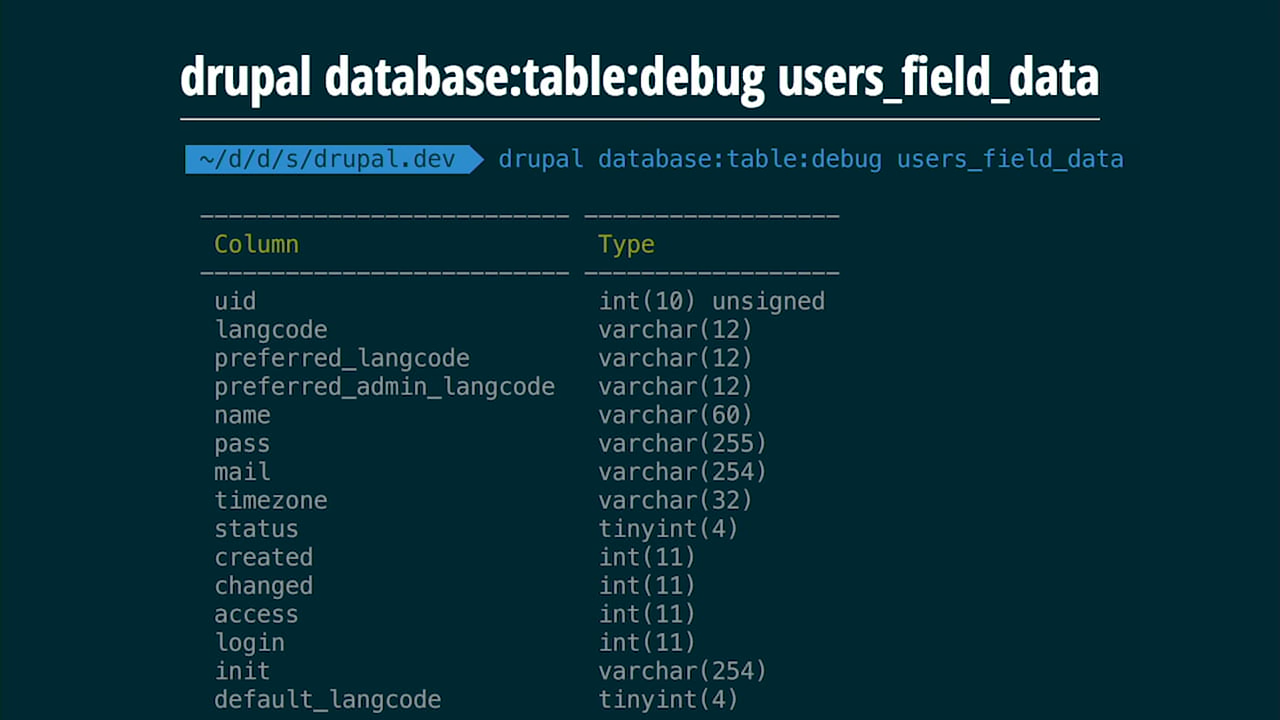 drupal database:table:debug users_field_data
~/d/d/s/drupal.dev drupal database:table:debug users_field_data
Column Type
uid int(10) unsigned
langcode varchar(12)
preferred_langcode varchar(12)
preferred_admin_langcode varchar(12)
name varchar(60)
pass varchar(255)
mail varchar(254)
timezone varchar(32)
status tinyint(4)
created int(11)
changed int(11)
access int(11)
login int(11)
init varchar(254)
default_langcode tinyint(4)